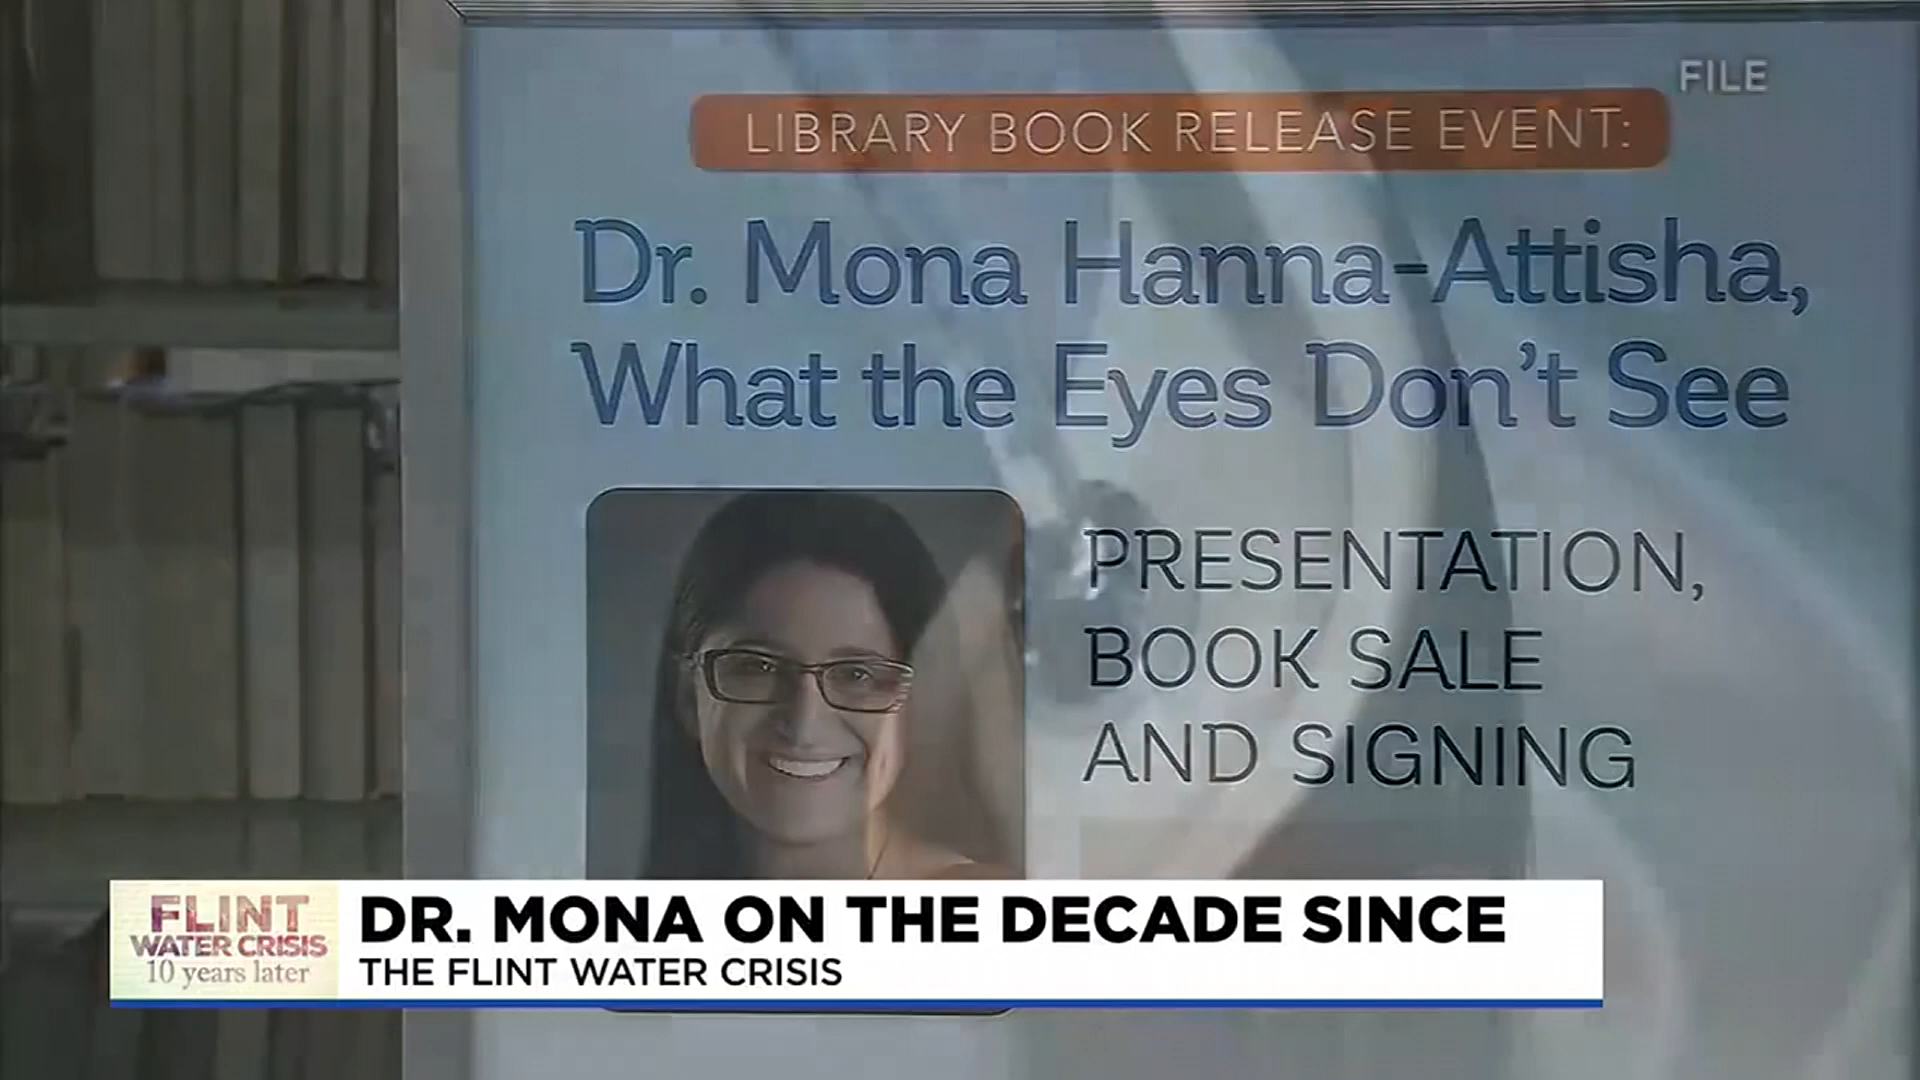 FILE
LIBRARY BOOK RELEASE EVENT:
Dr. Mona Hanna-Attisha,
What the Eyes Don't See
PRESENTATION,
BOOK SALE
AND SIGNING
FLINT
WATER CRISIS
10 years later
DR. MONA ON THE DECADE SINCE
THE FLINT WATER CRISIS